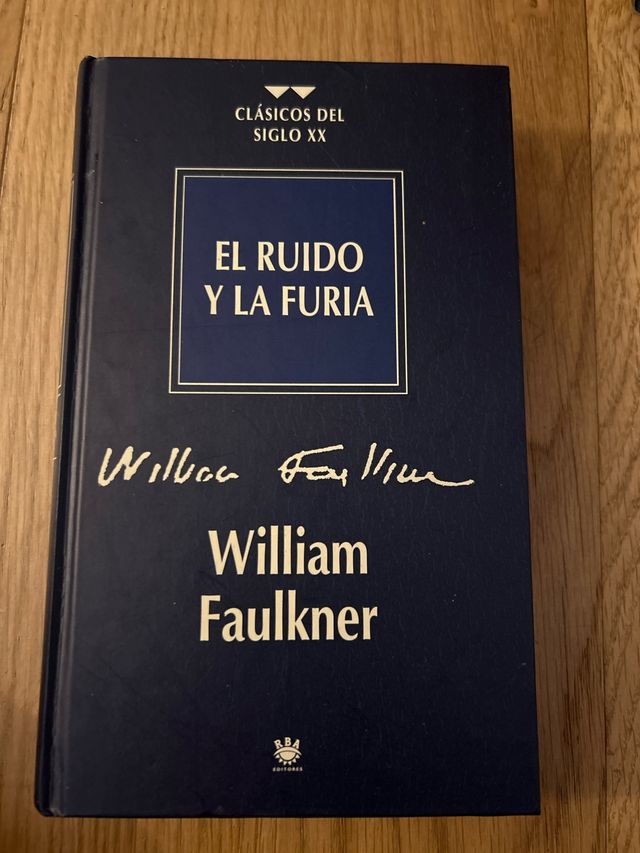 CLÁSICOS DEL
SIGLO XX
EL RUIDO
Y LA FURIA
William Faulkner
William
Faulkner
RBA
EDITORES